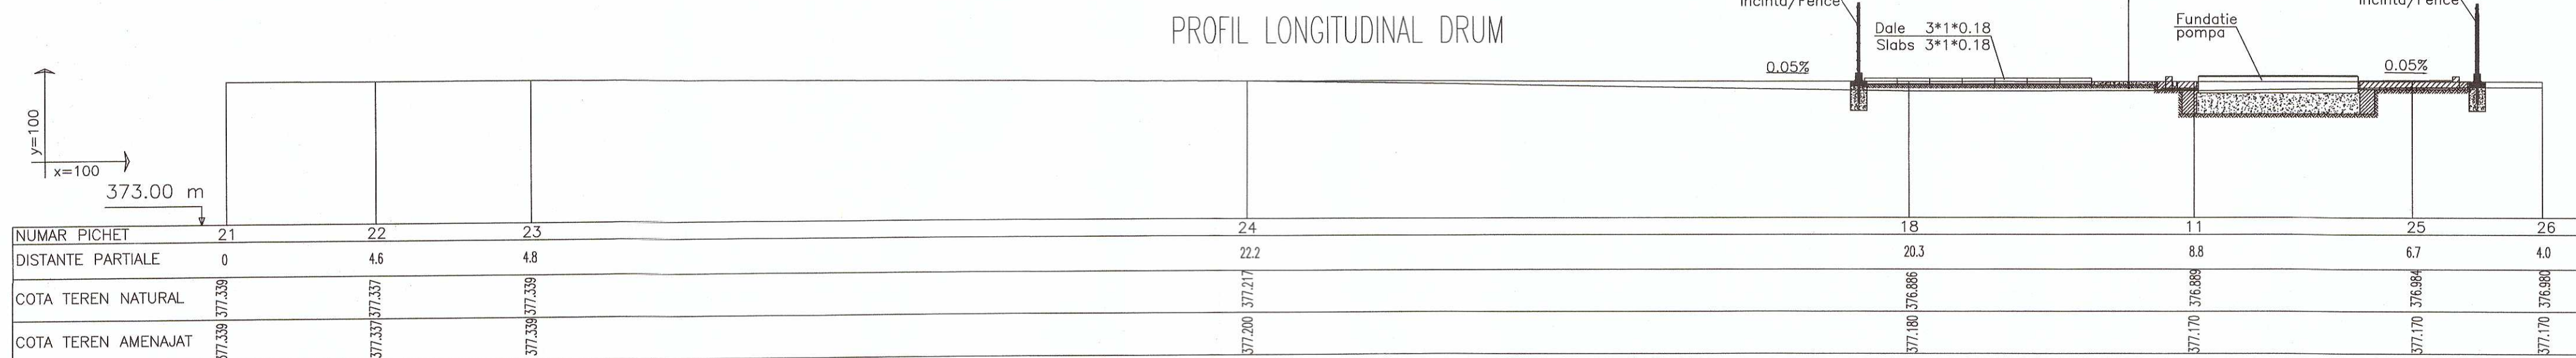 Incinta/Fence
Incinta/Fence
PROFIL LONGITUDINAL DRUM
Dale 3*1*0.18
Slabs 3*1*0.18
Fundatie
pompa
0.05%
0.05%
y=100
x=100
373.00 m
NUMAR PICHET 21 22 23 24 18 11 25 26
DISTANTE PARTIALE 0 4.6 4.8 22.2 20.3 8.8 6.7 4.0
COTA TEREN NATURAL 377.339 377.337 377.339 377.217 376.886 376.889 376.984 376.980
COTA TEREN AMENAJAT 377.339 377.337 377.339 377.200 377.180 377.170 377.170 377.170